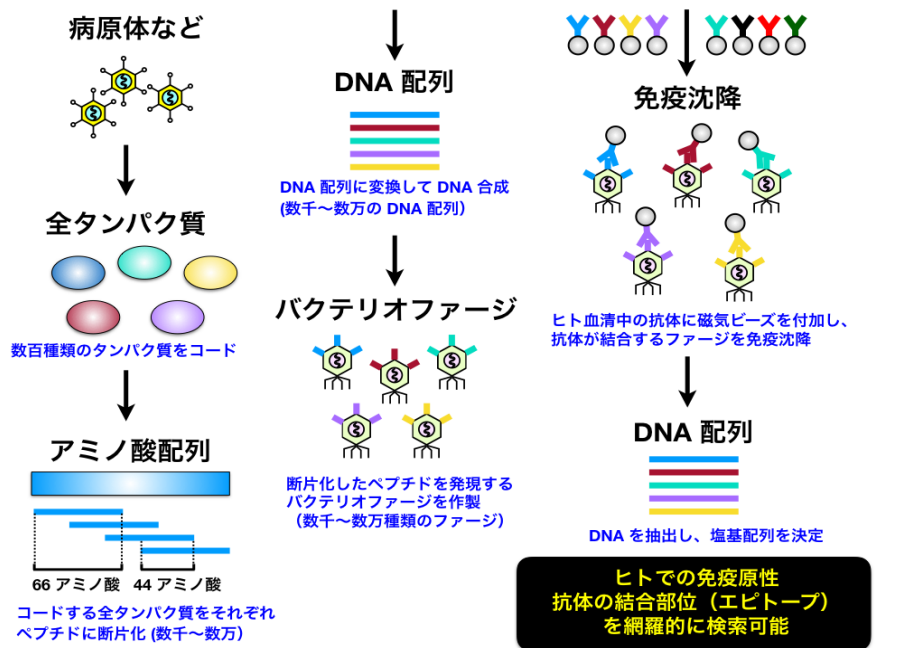 病原体など
全タンパク質
数百種類のタンパク質をコード
アミノ酸配列
66 アミノ酸 44 アミノ酸
コードする全タンパク質をそれぞれ
ペプチドに断片化 (数千〜数万）
DNA 配列
DNA 配列に変換して DNA 合成
(数千〜数万の DNA 配列）
バクテリオファージ
断片化したペプチドを発現する
バクテリオファージを作製
（数千〜数万種類のファージ）
免疫沈降
ヒト血清中の抗体に磁気ビーズを付加し、
抗体が結合するファージを免疫沈降
DNA 配列
DNA を抽出し、塩基配列を決定
ヒトでの免疫原性
抗体の結合部位（エピトープ）
を網羅的に検索可能